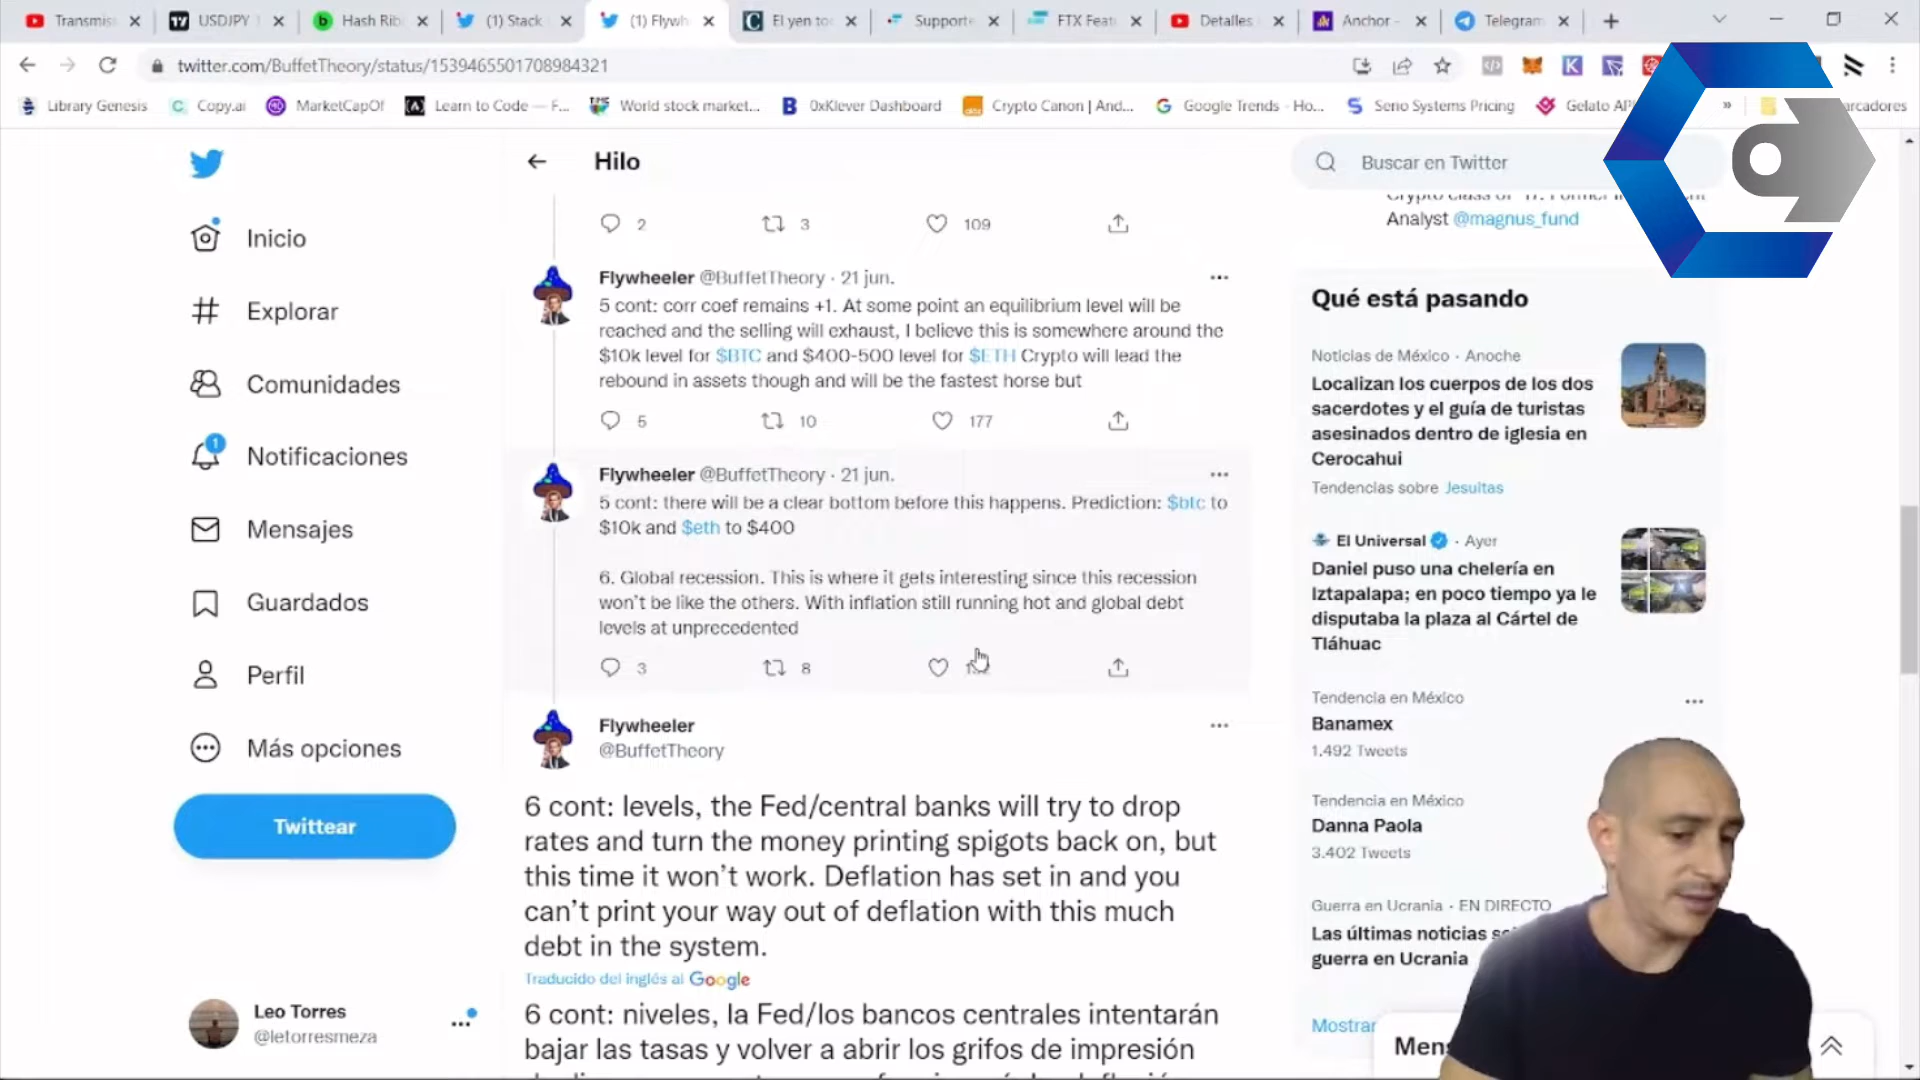 Transmis
USDJPY
Hash Rib
(1) Stack
(1) Flywh
El yen to
Supporte
FTX Feat
Detalles
Anchor -
Telegram
twitter.com/BuffetTheory/status/1539465501708984321
Library Genesis
Copy.ai
MarketCapOf
Learn to Code — F...
World stock market...
0xKlever Dashboard
Crypto Canon | And...
Google Trends - Ho...
Seno Systems Pricing
Gelato AP
»
arcadores
Inicio
Explorar
Comunidades
1
Notificaciones
Mensajes
Guardados
Perfil
Más opciones
Twittear
Leo Torres
@letorresmeza
Hilo
2
3
109
Flywheeler @BuffetTheory · 21 jun.
5 cont: corr coef remains +1. At some point an equilibrium level will be
reached and the selling will exhaust, I believe this is somewhere around the
$10k level for $BTC and $400-500 level for $ETH Crypto will lead the
rebound in assets though and will be the fastest horse but
5
10
177
Flywheeler @BuffetTheory · 21 jun.
5 cont: there will be a clear bottom before this happens. Prediction: $btc to
$10k and $eth to $400
6. Global recession. This is where it gets interesting since this recession
won't be like the others. With inflation still running hot and global debt
levels at unprecedented
3
8
Flywheeler
@BuffetTheory
6 cont: levels, the Fed/central banks will try to drop
rates and turn the money printing spigots back on, but
this time it won't work. Deflation has set in and you
can't print your way out of deflation with this much
debt in the system.
Traducido del inglés al Google
6 cont: niveles, la Fed/los bancos centrales intentarán
bajar las tasas y volver a abrir los grifos de impresión
Buscar en Twitter
Analyst @magnus_fund
Qué está pasando
Noticias de México · Anoche
Localizan los cuerpos de los dos
sacerdotes y el guía de turistas
asesinados dentro de iglesia en
Cerocahui
Tendencias sobre Jesuitas
El Universal · Ayer
Daniel puso una chelería en
Iztapalapa; en poco tiempo ya le
disputaba la plaza al Cártel de
Tláhuac
Tendencia en México
Banamex
1.492 Tweets
Tendencia en México
Danna Paola
3.402 Tweets
Guerra en Ucrania · EN DIRECTO
Las últimas noticias
guerra en Ucrania
Mostrar
Mens